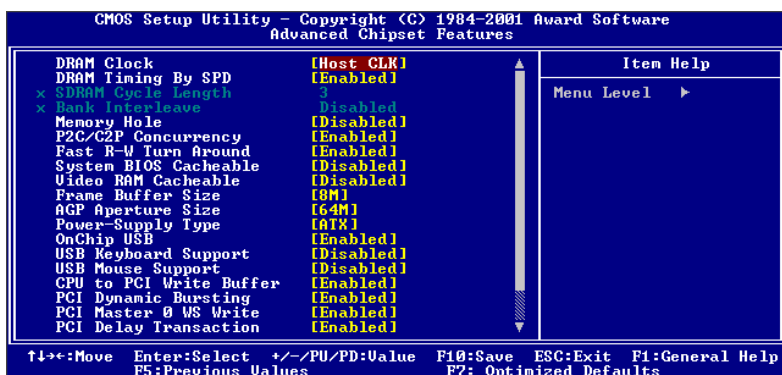 CMOS Setup Utility - Copyright (C) 1984-2001 Award Software
Advanced Chipset Features
DRAM Clock [Host CLK]
DRAM Timing By SPD [Enabled]
x SDRAM Cycle Length 3
x Bank Interleave Disabled
Memory Hole [Disabled]
P2C/C2P Concurrency [Enabled]
Fast R-W Turn Around [Enabled]
System BIOS Cacheable [Disabled]
Video RAM Cacheable [Disabled]
Frame Buffer Size [8M]
AGP Aperture Size [64M]
Power-Supply Type [ATX]
OnChip USB [Enabled]
USB Keyboard Support [Disabled]
USB Mouse Support [Disabled]
CPU to PCI Write Buffer [Enabled]
PCI Dynamic Bursting [Enabled]
PCI Master 0 WS Write [Enabled]
PCI Delay Transaction [Enabled]
Item Help
Menu Level ►
↑↓→←:Move Enter:Select +/-/PU/PD:Value F10:Save ESC:Exit F1:General Help
F5:Previous Values F7: Optimized Defaults